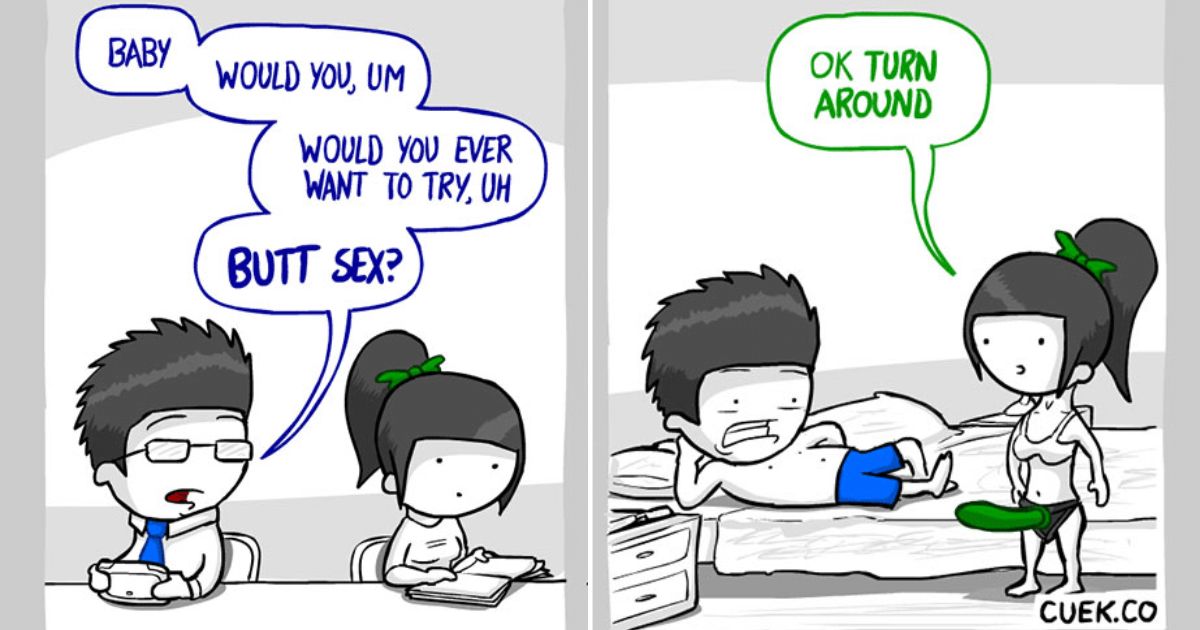 BABY
WOULD YOU, UM
WOULD YOU EVER
WANT TO TRY, UH
BUTT SEX?
OK TURN
AROUND
CUEK.CO